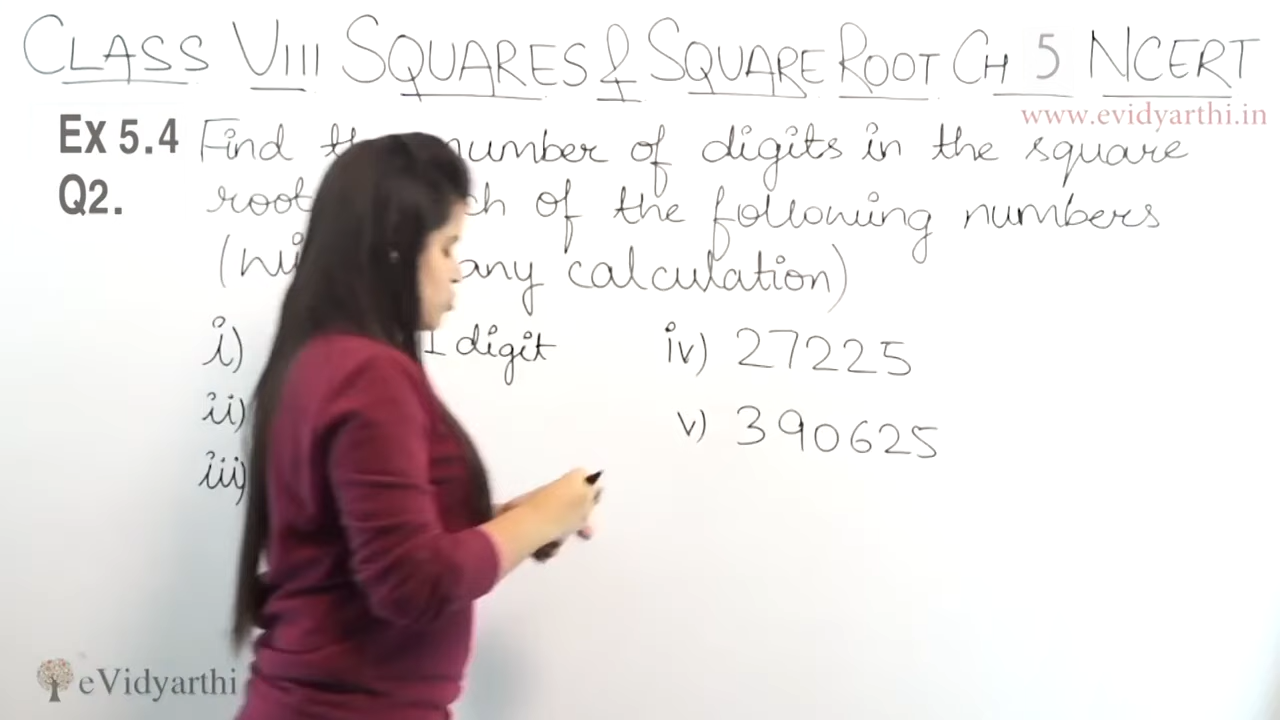 CLASS VIII SQUARES & SQUARE ROOT CH 5 NCERT
www.evidyarthi.in
Ex 5.4 Find number of digits in the square
Q2. root of the following numbers
any calculation)
i) 1 digit iv) 27225
ii) v) 390625
iii)
eVidyarthi